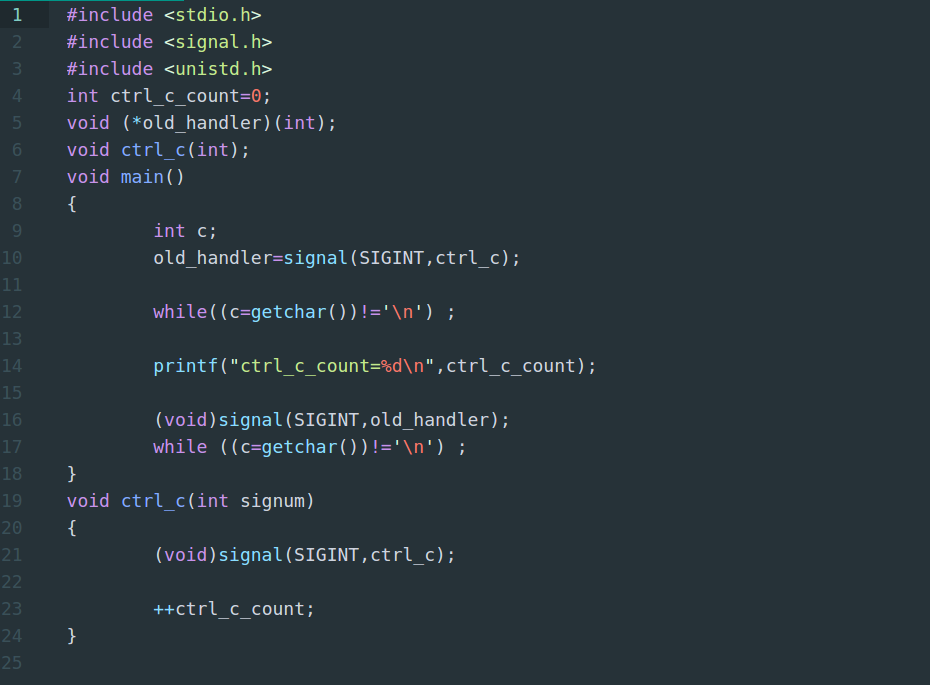 1 #include <stdio.h>
2 #include <signal.h>
3 #include <unistd.h>
4 int ctrl_c_count=0;
5 void (*old_handler)(int);
6 void ctrl_c(int);
7 void main()
8 {
9 int c;
10 old_handler=signal(SIGINT,ctrl_c);
11
12 while((c=getchar())!='\n') ;
13
14 printf("ctrl_c_count=%d\n",ctrl_c_count);
15
16 (void)signal(SIGINT,old_handler);
17 while ((c=getchar())!='\n') ;
18 }
19 void ctrl_c(int signum)
20 {
21 (void)signal(SIGINT,ctrl_c);
22
23 ++ctrl_c_count;
24 }
25